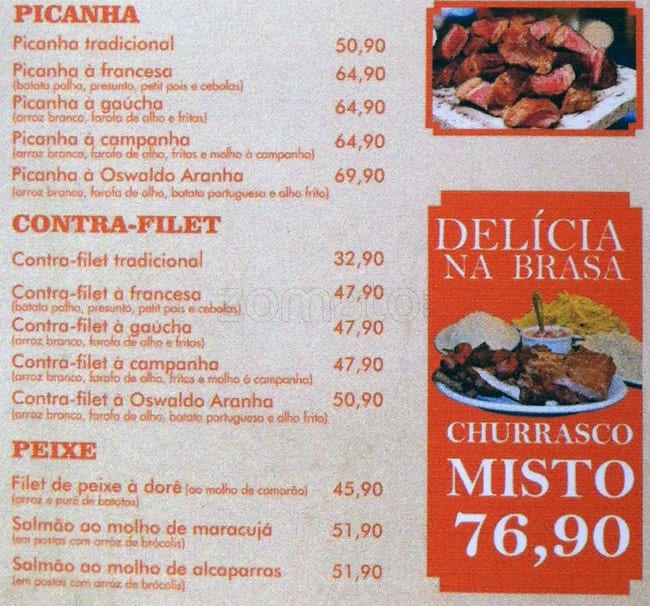 PICANHA
Picanha tradicional 50,90
Picanha à francesa 64,90
(batata palha, presunto, petit pois e cebolas)
Picanha à gaúcha 64,90
(arroz branco, farofa de alho e fritas)
Picanha à campanha 64,90
(arroz branco, farofa de alho, fritas e molho à campanha)
Picanha à Oswaldo Aranha 69,90
(arroz branco, farofa de alho, batata portuguesa e alho frito)
CONTRA-FILET
Contra-filet tradicional 32,90
Contra-filet à francesa 47,90
(batata palha, presunto, petit pois e cebolas)
Contra-filet à gaúcha 47,90
(arroz branco, farofa de alho e fritas)
Contra-filet à campanha 47,90
(arroz branco, farofa de alho, fritas e molho à campanha)
Contra-filet à Oswaldo Aranha 50,90
(arroz branco, farofa de alho, batata portuguesa e alho frito)
PEIXE
Filet de peixe à dorê (ao molho de camarão) 45,90
(arroz e purê de batatas)
Salmão ao molho de maracujá 51,90
(em postas com arroz de brócolis)
Salmão ao molho de alcaparras 51,90
(em postas com arroz de brócolis)
DELÍCIA
NA BRASA
CHURRASCO
MISTO
76,90
zomato